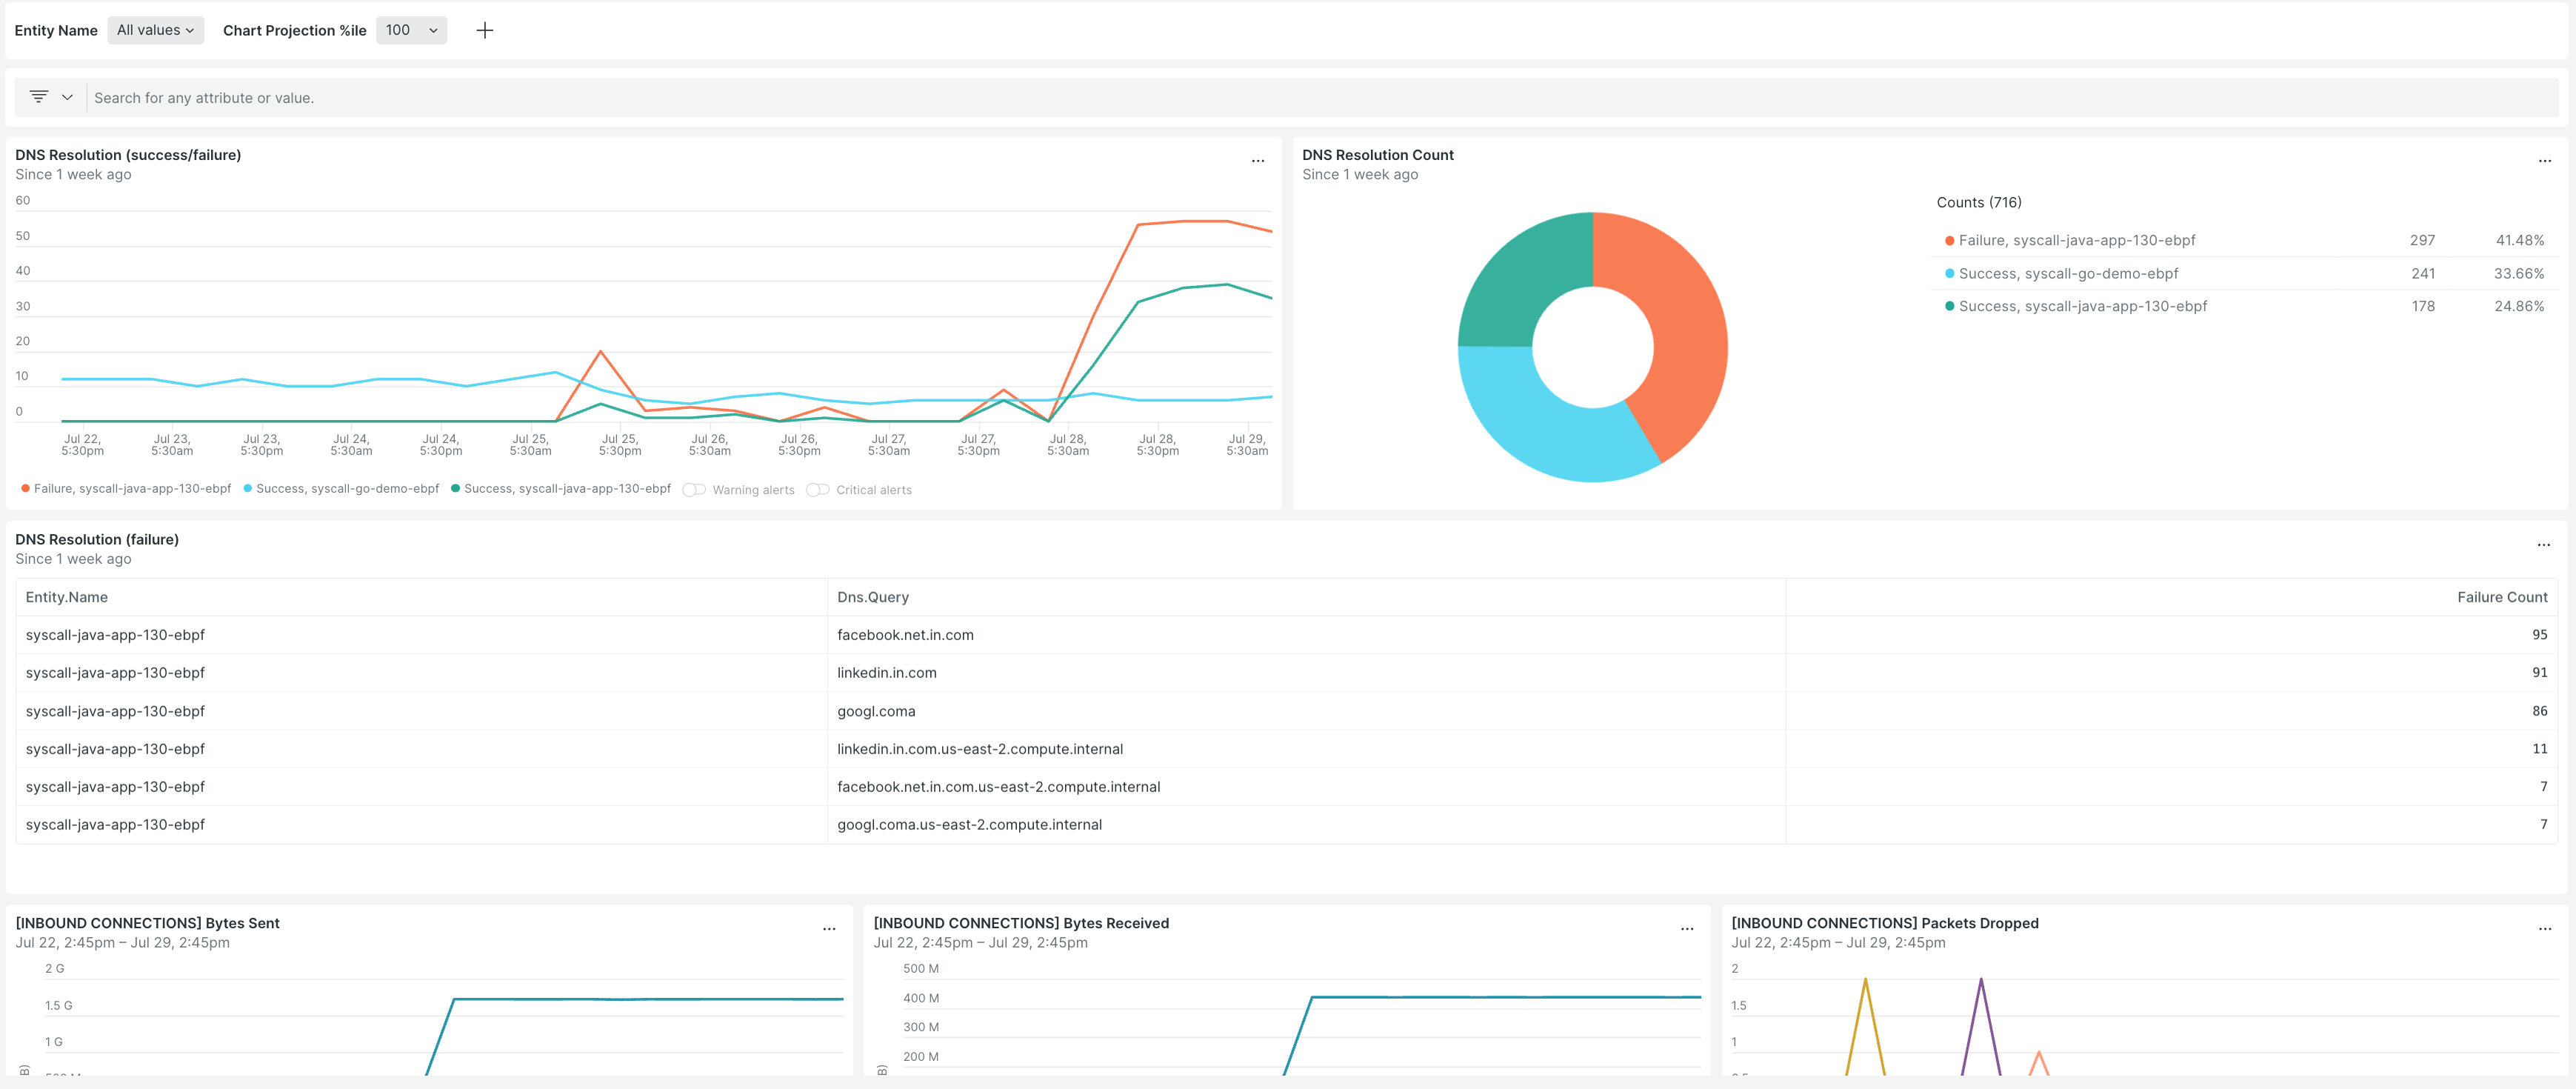 Entity Name All values Chart Projection %ile 100
Search for any attribute or value.
DNS Resolution (success/failure)
Since 1 week ago
60
50
40
30
20
10
0
Jul 22, 5:30pm
Jul 23, 5:30am
Jul 23, 5:30pm
Jul 24, 5:30am
Jul 24, 5:30pm
Jul 25, 5:30am
Jul 25, 5:30pm
Jul 26, 5:30am
Jul 26, 5:30pm
Jul 27, 5:30am
Jul 27, 5:30pm
Jul 28, 5:30am
Jul 28, 5:30pm
Jul 29, 5:30am
Failure, syscall-java-app-130-ebpf Success, syscall-go-demo-ebpf Success, syscall-java-app-130-ebpf Warning alerts Critical alerts
DNS Resolution Count
Since 1 week ago
Counts (716)
Failure, syscall-java-app-130-ebpf 297 41.48%
Success, syscall-go-demo-ebpf 241 33.66%
Success, syscall-java-app-130-ebpf 178 24.86%
DNS Resolution (failure)
Since 1 week ago
Entity.Name Dns.Query Failure Count
syscall-java-app-130-ebpf facebook.net.in.com 95
syscall-java-app-130-ebpf linkedin.in.com 91
syscall-java-app-130-ebpf googl.coma 86
syscall-java-app-130-ebpf linkedin.in.com.us-east-2.compute.internal 11
syscall-java-app-130-ebpf facebook.net.in.com.us-east-2.compute.internal 7
syscall-java-app-130-ebpf googl.coma.us-east-2.compute.internal 7
[INBOUND CONNECTIONS] Bytes Sent
Jul 22, 2:45pm – Jul 29, 2:45pm
2 G
1.5 G
1 G
[INBOUND CONNECTIONS] Bytes Received
Jul 22, 2:45pm – Jul 29, 2:45pm
500 M
400 M
300 M
200 M
[INBOUND CONNECTIONS] Packets Dropped
Jul 22, 2:45pm – Jul 29, 2:45pm
2
1.5
1